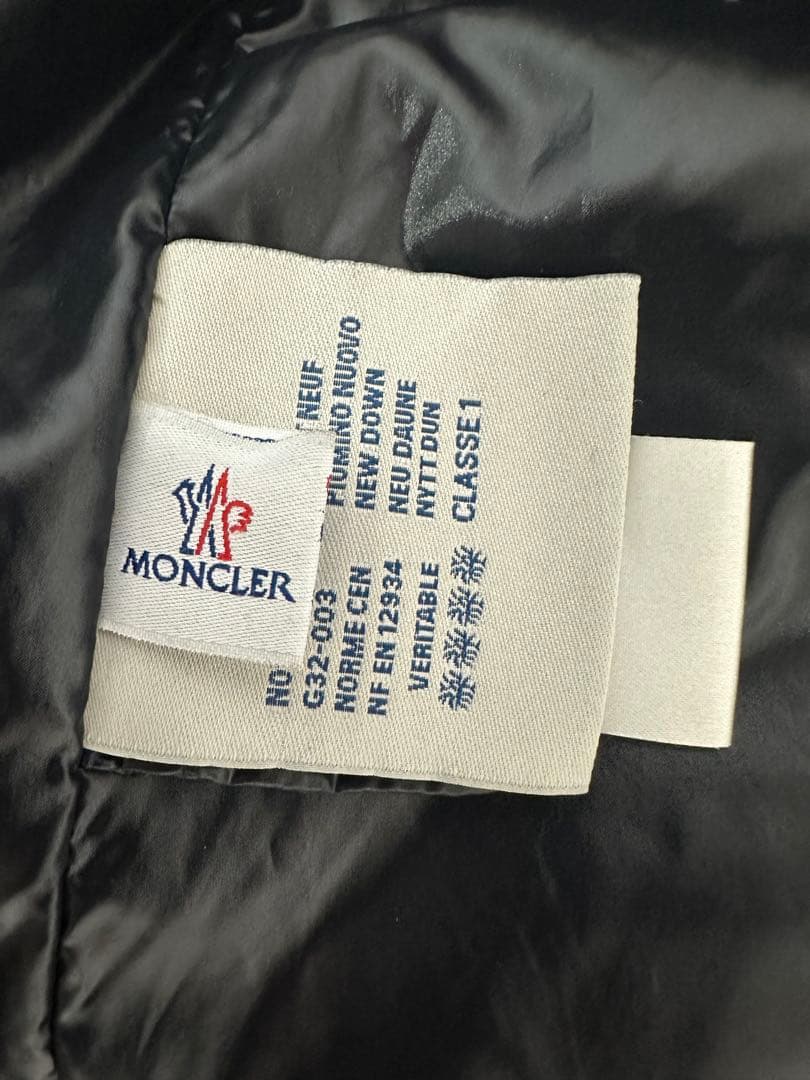 MONCLER
NEUF
PIUMINO NUOVO
NEW DOWN
NEU DAUNE
NYTT DUN
CLASSE 1
NO
G32-003
NORME CEN
NF EN 12934
VERITABLE